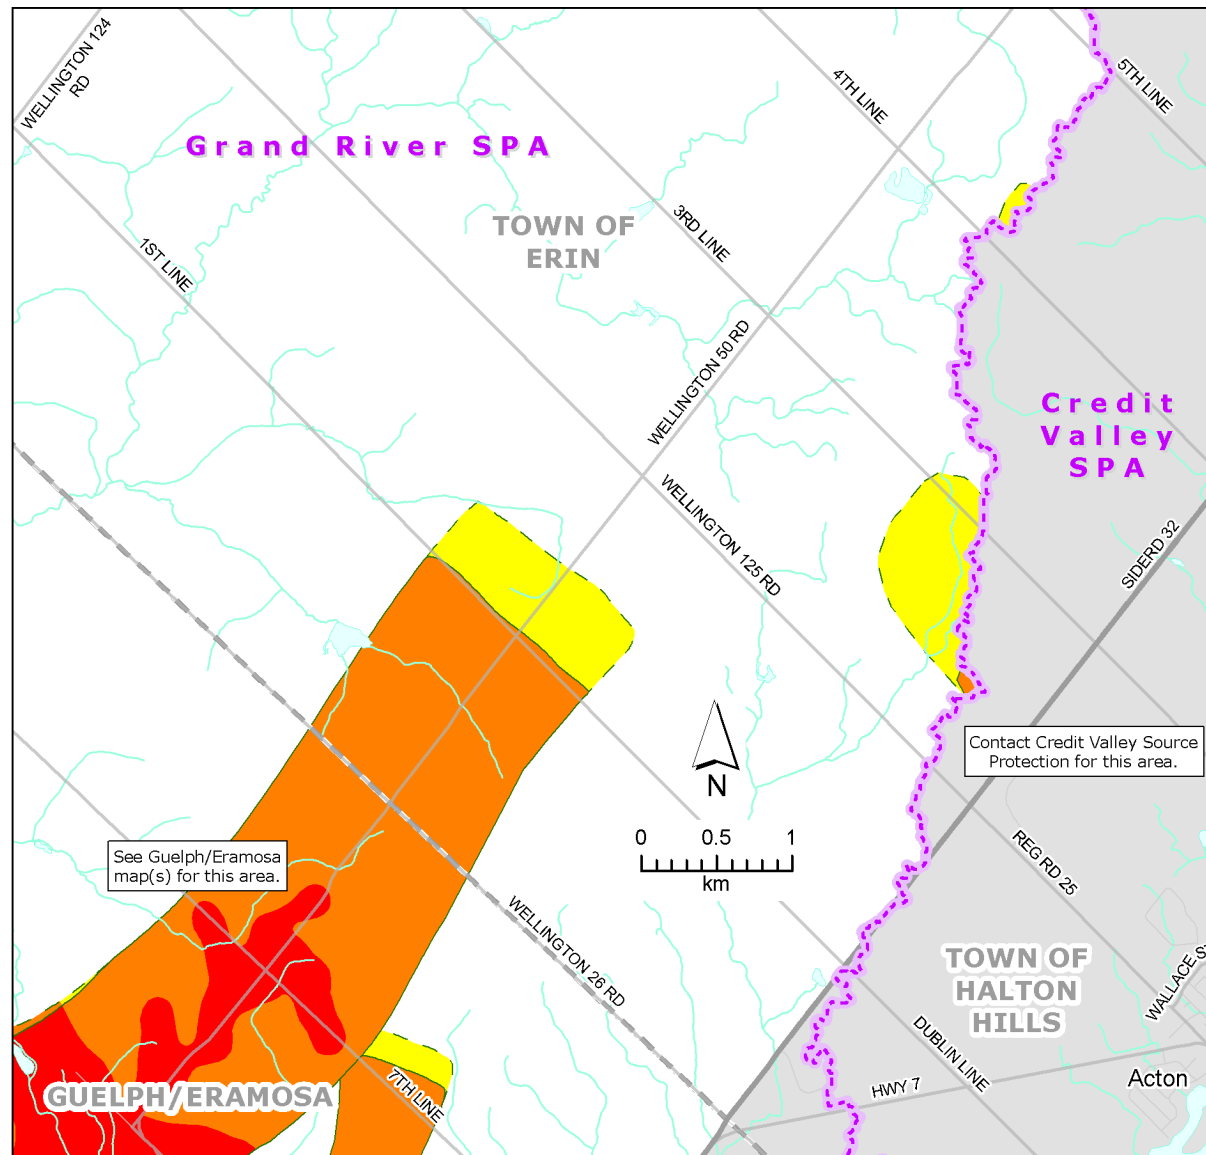 WELLINGTON 124
RD
4TH LINE
5TH LINE
Grand River SPA
TOWN OF
ERIN
3RD LINE
1ST LINE
WELLINGTON 50 RD
Credit
Valley
SPA
WELLINGTON 125 RD
SIDERD 32
Contact Credit Valley Source
Protection for this area.
N
0 0.5 1
km
See Guelph/Eramosa
map(s) for this area.
REG RD 25
WELLINGTON 26 RD
TOWN OF
HALTON
HILLS
WALLACE S
DUBLIN LINE
7TH LINE
HWY 7
Acton
GUELPH/ERAMOSA